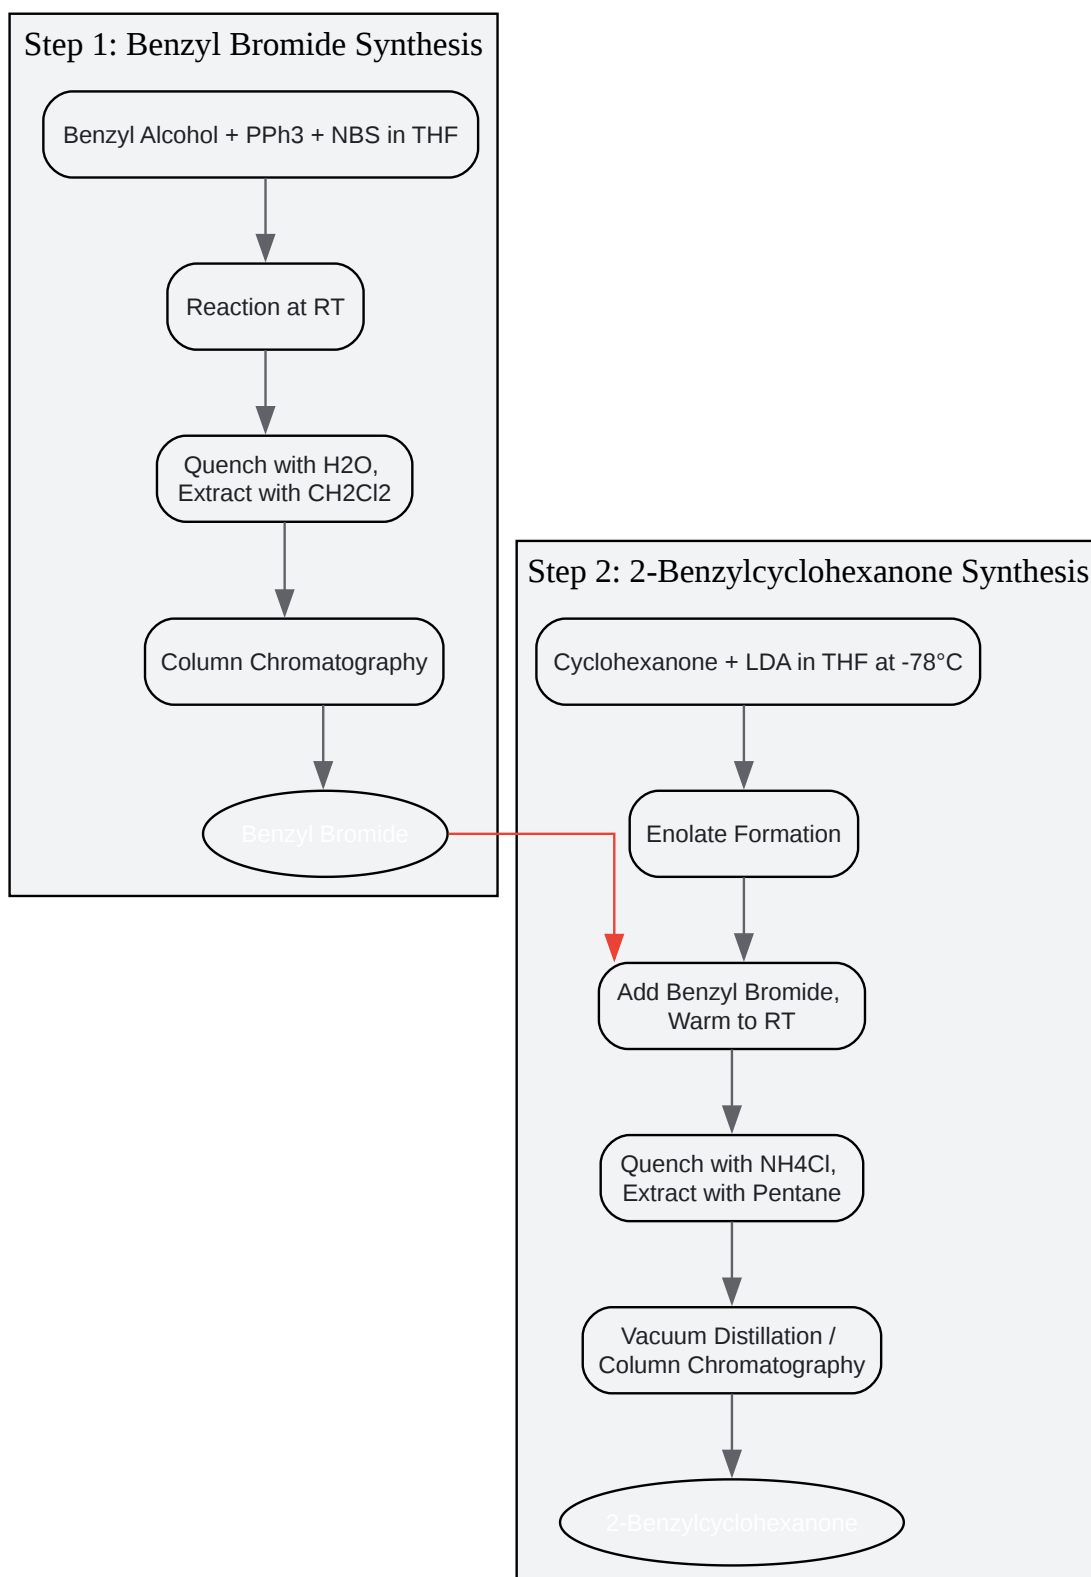 Step 1: Benzyl Bromide Synthesis
Benzyl Alcohol + PPh3 + NBS in THF
Reaction at RT
Quench with H2O,
Extract with CH2Cl2
Column Chromatography
Benzyl Bromide
Step 2: 2-Benzylcyclohexanone Synthesis
Cyclohexanone + LDA in THF at -78°C
Enolate Formation
Add Benzyl Bromide,
Warm to RT
Quench with NH4Cl,
Extract with Pentane
Vacuum Distillation /
Column Chromatography
2-Benzylcyclohexanone